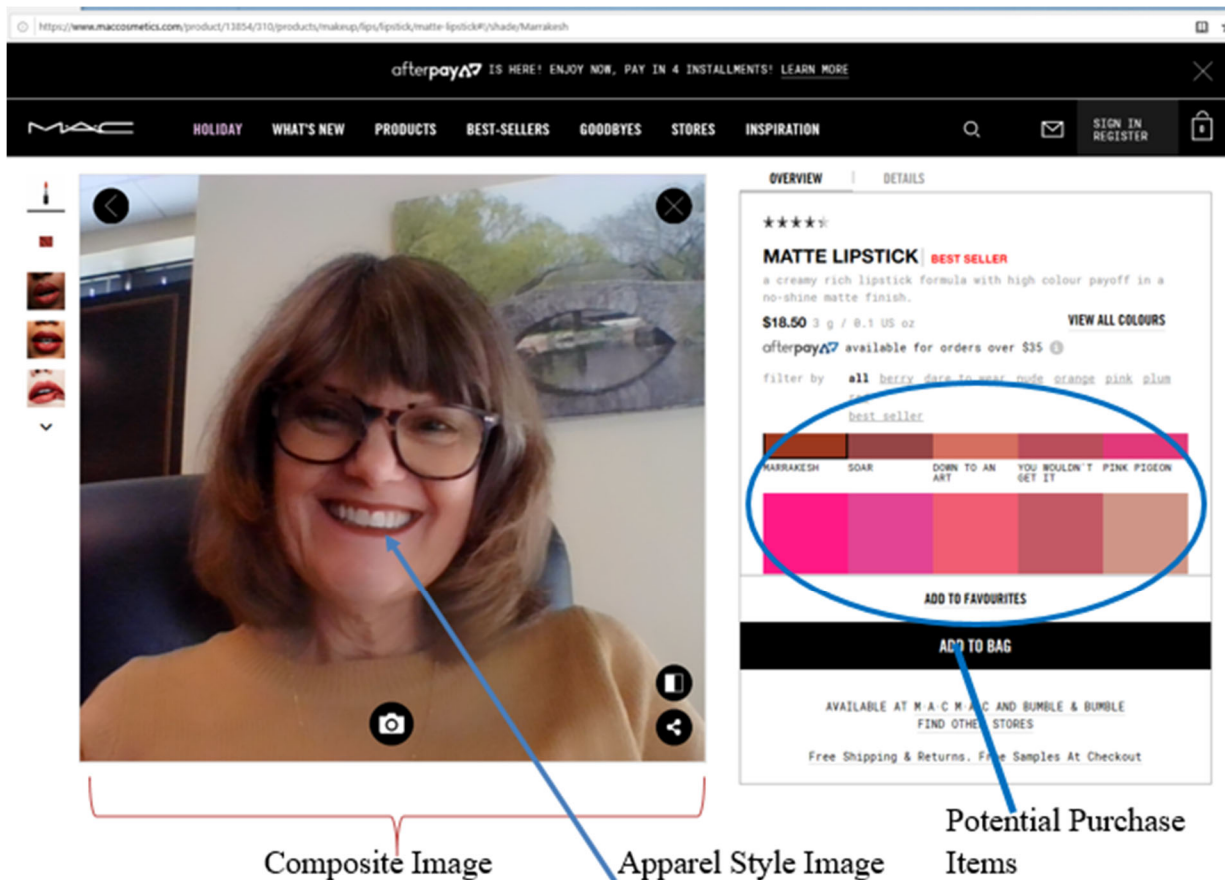 https://www.maccosmetics.com/product/13854/310/products/makeup/lips/lipstick/matte-lipstick#!/shade/Marrakesh
afterpay IS HERE! ENJOY NOW, PAY IN 4 INSTALLMENTS! LEARN MORE
MAC HOLIDAY WHAT'S NEW PRODUCTS BEST-SELLERS GOODBYES STORES INSPIRATION SIGN IN
REGISTER
0
OVERVIEW DETAILS
MATTE LIPSTICK BEST SELLER
a creamy rich lipstick formula with high colour payoff in a
no-shine matte finish.
$18.50 3 g / 0.1 US oz VIEW ALL COLOURS
afterpay available for orders over $35
filter by all berry dare to wear nude orange pink plum
best seller
MARRAKESH SOAR DOWN TO AN YOU WOULDN'T PINK PIGEON
ART GET IT
ADD TO FAVOURITES
ADD TO BAG
AVAILABLE AT M·A·C M·A·C AND BUMBLE & BUMBLE
FIND OTHER STORES
Free Shipping & Returns. Free Samples At Checkout
Composite Image Apparel Style Image Potential Purchase
Items